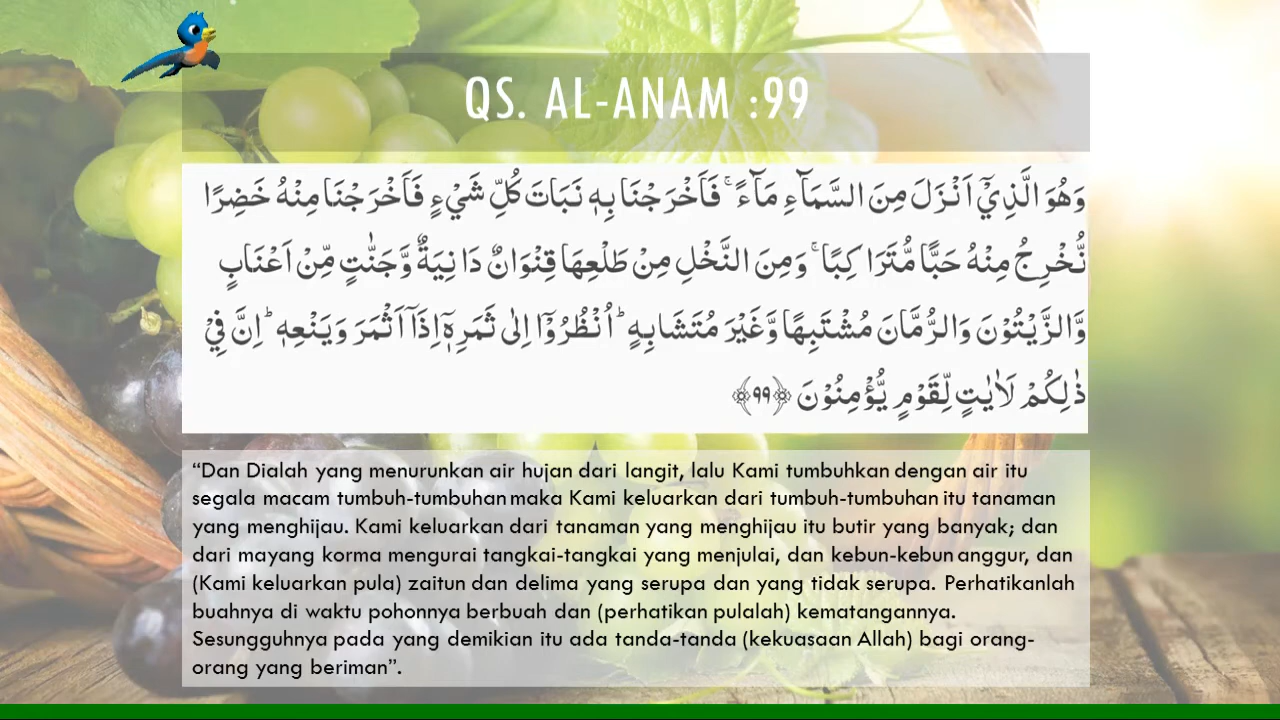 QS. AL-ANAM :99
وَهُوَ الَّذِيْٓ اَنْزَلَ مِنَ السَّمَاۤءِ مَاۤءً ۚ فَاَخْرَجْنَا بِهٖ نَبَاتَ كُلِّ شَيْءٍ فَاَخْرَجْنَا مِنْهُ خَضِرًا
نُّخْرِجُ مِنْهُ حَبًّا مُّتَرَاكِبًا ۚ وَمِنَ النَّخْلِ مِنْ طَلْعِهَا قِنْوَانٌ دَانِيَةٌ وَّجَنّٰتٍ مِّنْ اَعْنَابٍ
وَّالزَّيْتُوْنَ وَالرُّمَّانَ مُشْتَبِهًا وَّغَيْرَ مُتَشَابِهٍ ۗ اُنْظُرُوْٓا اِلٰى ثَمَرِهٖٓ اِذَآ اَثْمَرَ وَيَنْعِهٖ ۗ اِنَّ فِيْ
ذٰلِكُمْ لَاٰيٰتٍ لِّقَوْمٍ يُّؤْمِنُوْنَ ﴿٩٩﴾
“Dan Dialah yang menurunkan air hujan dari langit, lalu Kami tumbuhkan dengan air itu
segala macam tumbuh-tumbuhan maka Kami keluarkan dari tumbuh-tumbuhan itu tanaman
yang menghijau. Kami keluarkan dari tanaman yang menghijau itu butir yang banyak; dan
dari mayang korma mengurai tangkai-tangkai yang menjulai, dan kebun-kebun anggur, dan
(Kami keluarkan pula) zaitun dan delima yang serupa dan yang tidak serupa. Perhatikanlah
buahnya di waktu pohonnya berbuah dan (perhatikan pulalah) kematangannya.
Sesungguhnya pada yang demikian itu ada tanda-tanda (kekuasaan Allah) bagi orang-
orang yang beriman”.